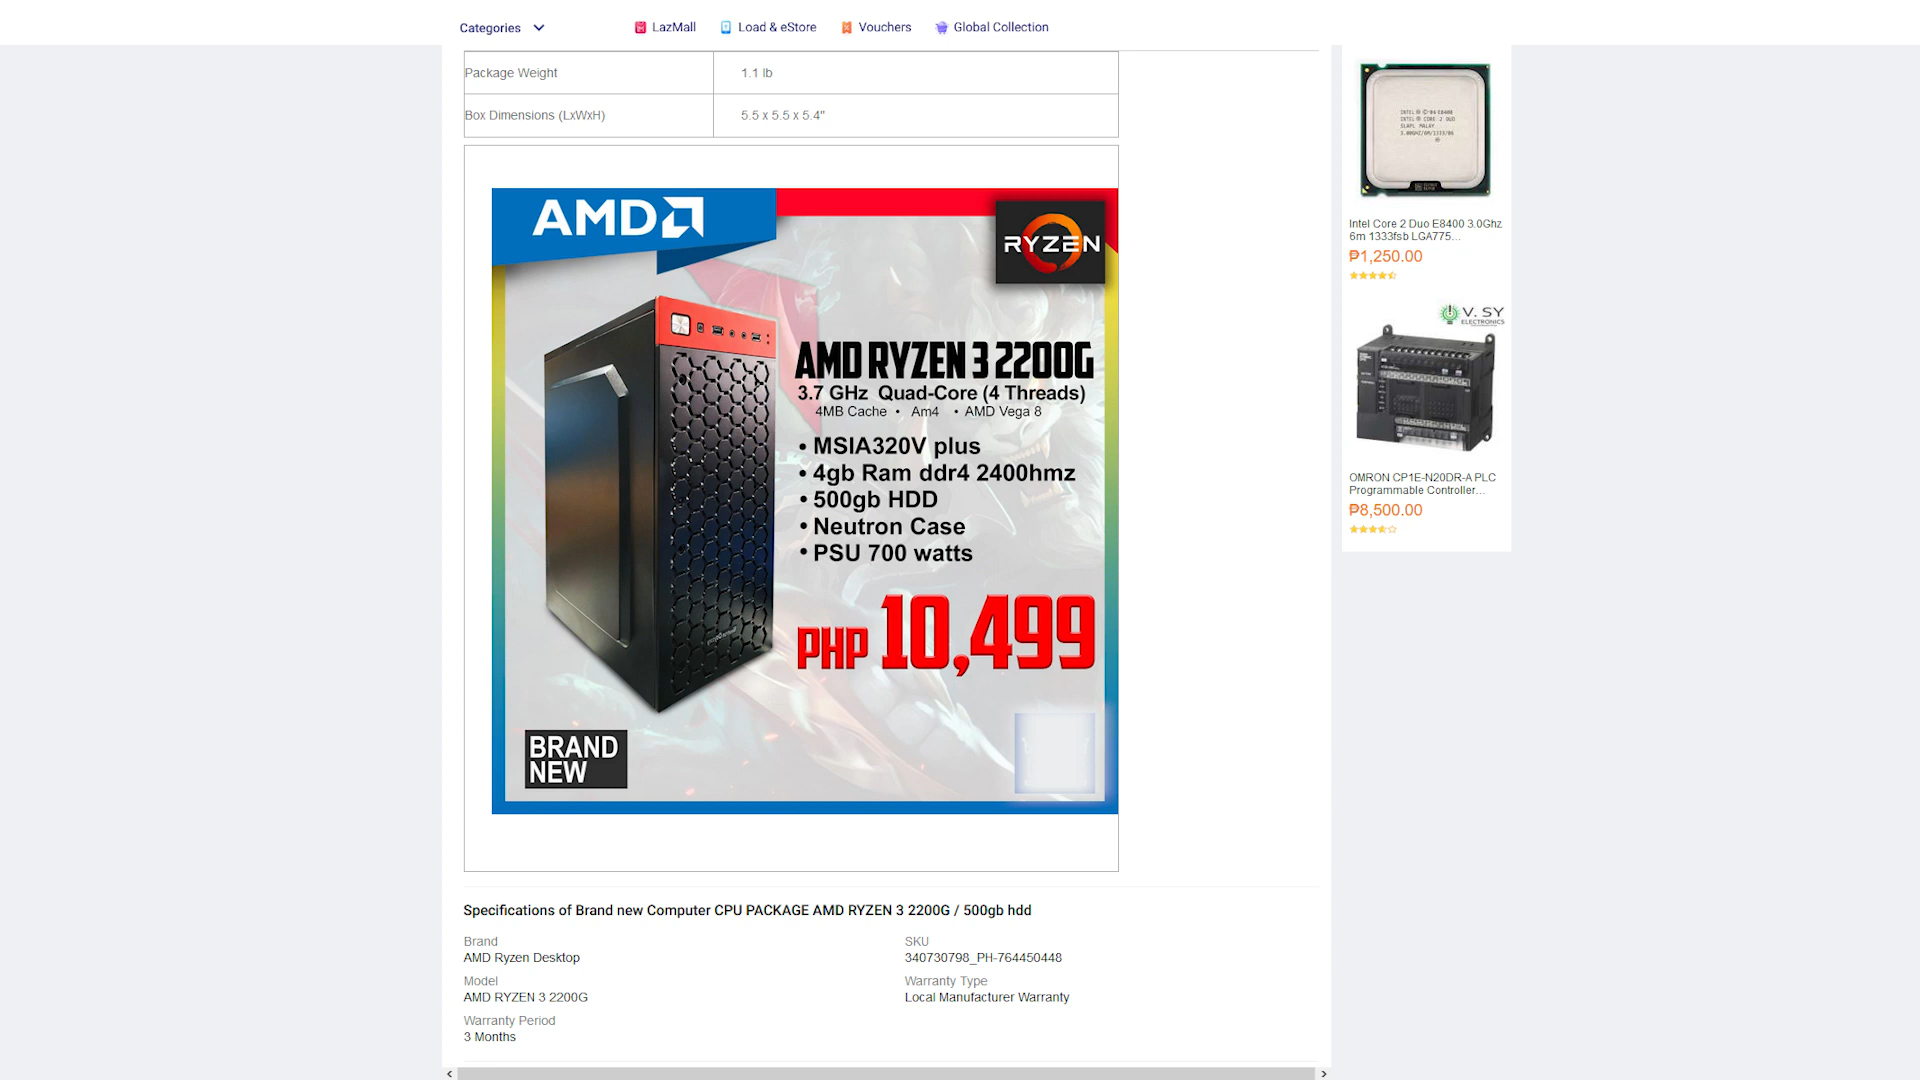 Categories
LazMall
Load & eStore
Vouchers
Global Collection
Package Weight 1.1 lb
Box Dimensions (LxWxH) 5.5 x 5.5 x 5.4"
AMD
RYZEN
AMD RYZEN 3 2200G
3.7 GHz Quad-Core (4 Threads)
4MB Cache • Am4 • AMD Vega 8
• MSIA320V plus
• 4gb Ram ddr4 2400hmz
• 500gb HDD
• Neutron Case
• PSU 700 watts
PHP 10,499
BRAND
NEW
Specifications of Brand new Computer CPU PACKAGE AMD RYZEN 3 2200G / 500gb hdd
Brand
AMD Ryzen Desktop
SKU
340730798_PH-764450448
Model
AMD RYZEN 3 2200G
Warranty Type
Local Manufacturer Warranty
Warranty Period
3 Months
INTEL® CORE™2 DUO
Intel Core 2 Duo E8400 3.0Ghz
6m 1333fsb LGA775...
₱1,250.00
V. SY
ELECTRONICS
OMRON CP1E-N20DR-A PLC
Programmable Controller...
₱8,500.00